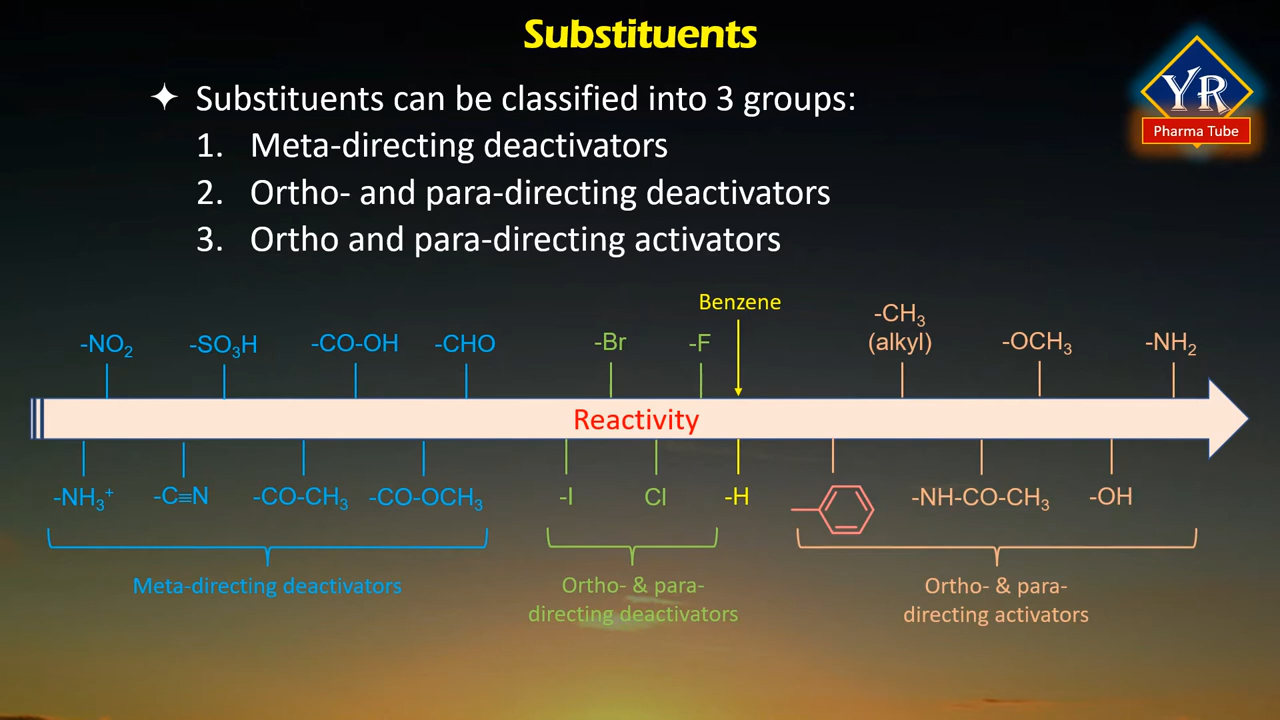 Substituents
YR
Pharma Tube
✦ Substituents can be classified into 3 groups:
1. Meta-directing deactivators
2. Ortho- and para-directing deactivators
3. Ortho and para-directing activators
Benzene
-NO₂ -SO₃H -CO-OH -CHO -Br -F -CH₃ -OCH₃ -NH₂
(alkyl)
Reactivity
-NH₃⁺ -C≡N -CO-CH₃ -CO-OCH₃ -I Cl -H -NH-CO-CH₃ -OH
Meta-directing deactivators
Ortho- & para-
directing deactivators
Ortho- & para-
directing activators